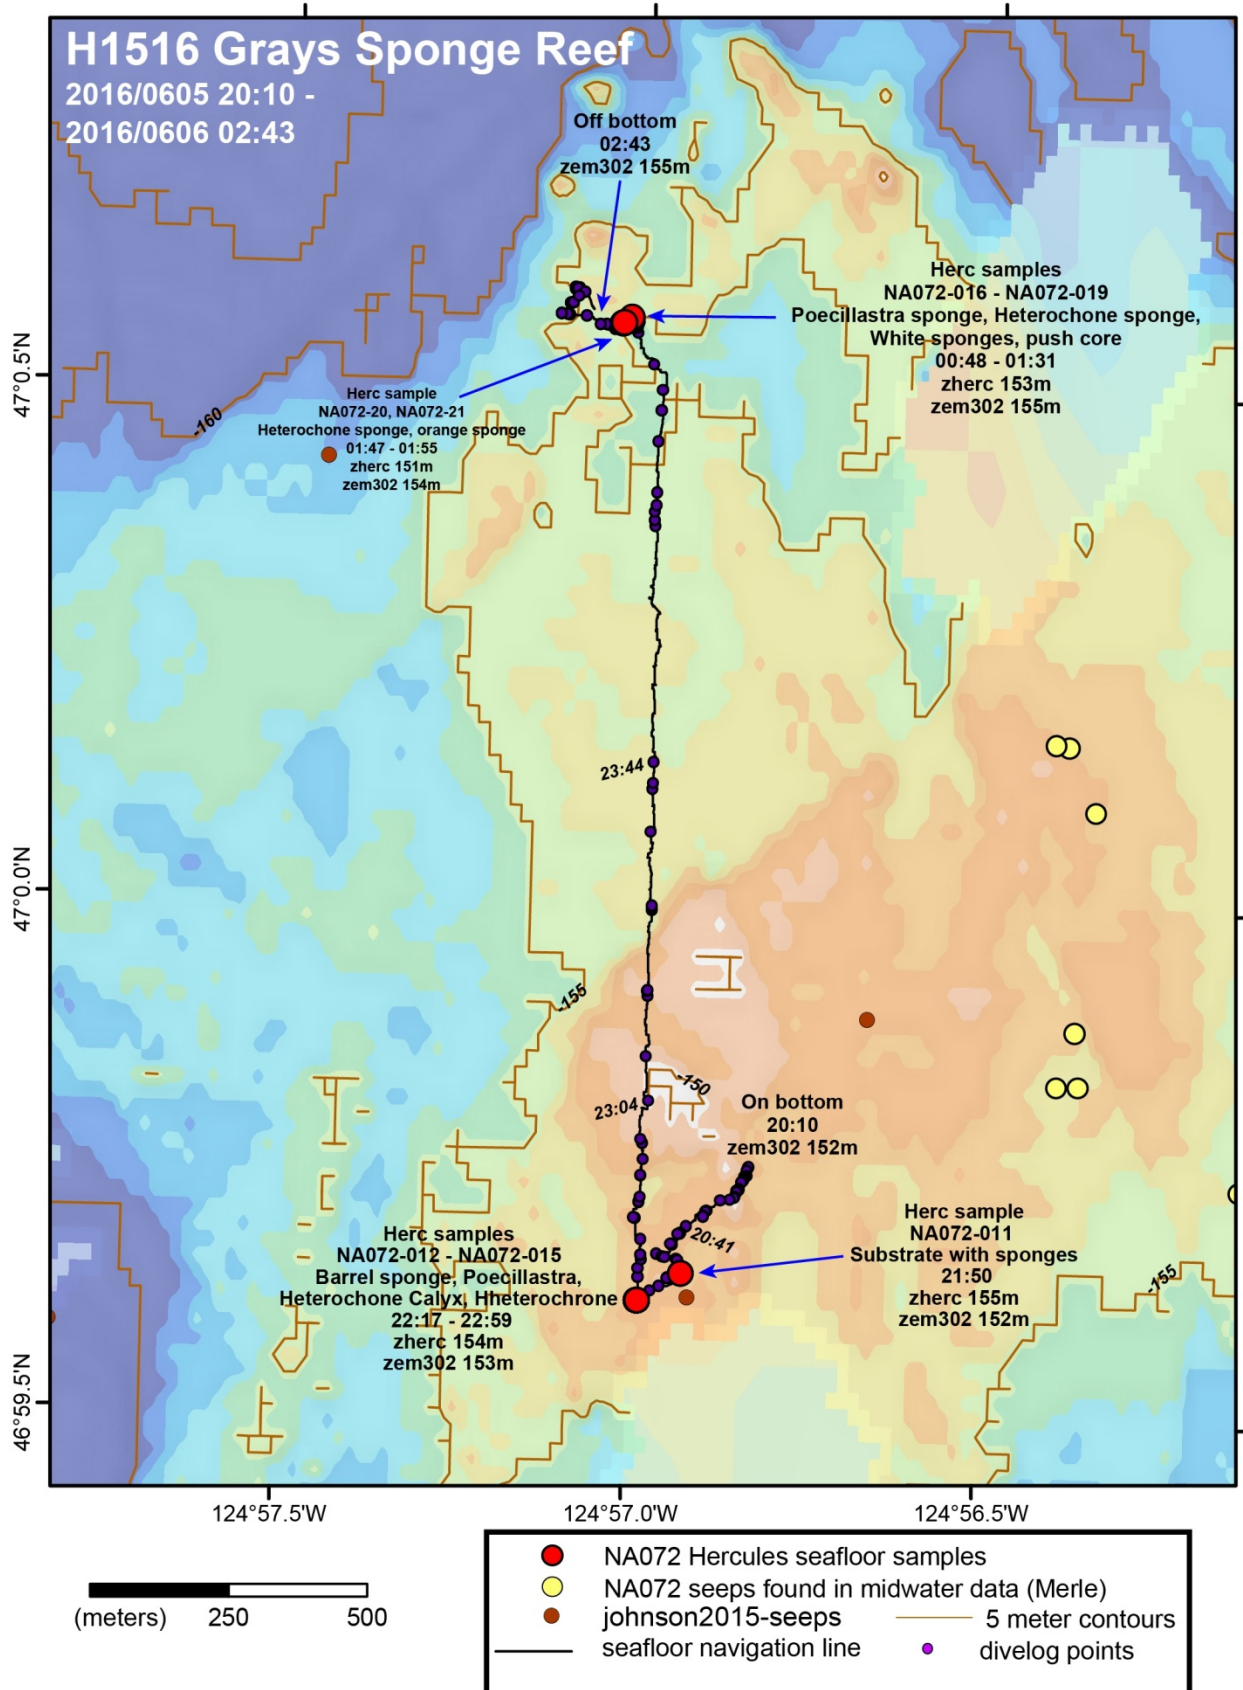 H1516 Grays Sponge Reef
2016/0605 20:10 -
2016/0606 02:43
Off bottom
02:43
zem302 155m
Herc samples
NA072-016 - NA072-019
Poecillastra sponge, Heterochone sponge,
White sponges, push core
00:48 - 01:31
zherc 153m
zem302 155m
47°0.5'N
Herc sample
NA072-20, NA072-21
Heterochone sponge, orange sponge
01:47 - 01:55
zherc 151m
zem302 154m
-160
23:44
47°0.0'N
-155
-150
23:04
On bottom
20:10
zem302 152m
20:41
Herc samples
NA072-012 - NA072-015
Barrel sponge, Poecillastra,
Heterochone Calyx, Hheterochrone
22:17 - 22:59
zherc 154m
zem302 153m
Herc sample
NA072-011
Substrate with sponges
21:50
zherc 155m
zem302 152m
-155
46°59.5'N
124°57.5'W
124°57.0'W
124°56.5'W
(meters) 250 500
NA072 Hercules seafloor samples
NA072 seeps found in midwater data (Merle)
johnson2015-seeps
5 meter contours
seafloor navigation line
divelog points